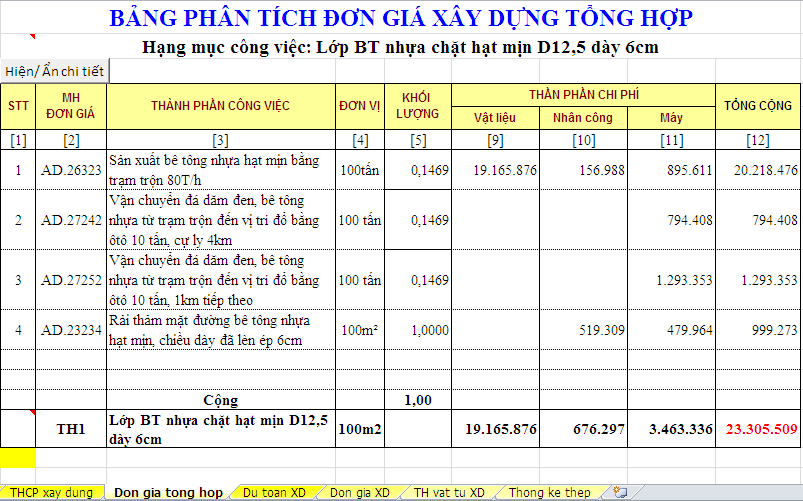 BẢNG PHÂN TÍCH ĐƠN GIÁ XÂY DỰNG TỔNG HỢP
Hạng mục công việc: Lớp BT nhựa chặt hạt mịn D12,5 dày 6cm
Hiện/ Ẩn chi tiết
STT MH ĐƠN GIÁ THÀNH PHẦN CÔNG VIỆC ĐƠN VỊ KHỐI LƯỢNG THẦN PHẦN CHI PHÍ TỔNG CỘNG
Vật liệu Nhân công Máy
[1] [2] [3] [4] [5] [9] [10] [11] [12]
1 AD.26323 Sản xuất bê tông nhựa hạt mịn bằng 100tấn 0,1469 19.165.876 156.988 895.611 20.218.476
trạm trộn 80T/h
Vận chuyển đá dăm đen, bê tông
2 AD.27242 nhựa từ trạm trộn đến vị trí đổ bằng 100 tấn 0,1469 794.408 794.408
ôtô 10 tấn, cự ly 4km
Vận chuyển đá dăm đen, bê tông
3 AD.27252 nhựa từ trạm trộn đến vị trí đổ bằng 100 tấn 0,1469 1.293.353 1.293.353
ôtô 10 tấn, 1km tiếp theo
4 AD.23234 Rải thảm mặt đường bê tông nhựa 100m² 1,0000 519.309 479.964 999.273
hạt mịn, chiều dày đã lèn ép 6cm
Cộng 1,00
TH1 Lớp BT nhựa chặt hạt mịn D12,5 100m2 19.165.876 676.297 3.463.336 23.305.509
dày 6cm
THCP xay dung Don gia tong hop Du toan XD Don gia XD TH vat tu XD Thong ke thep